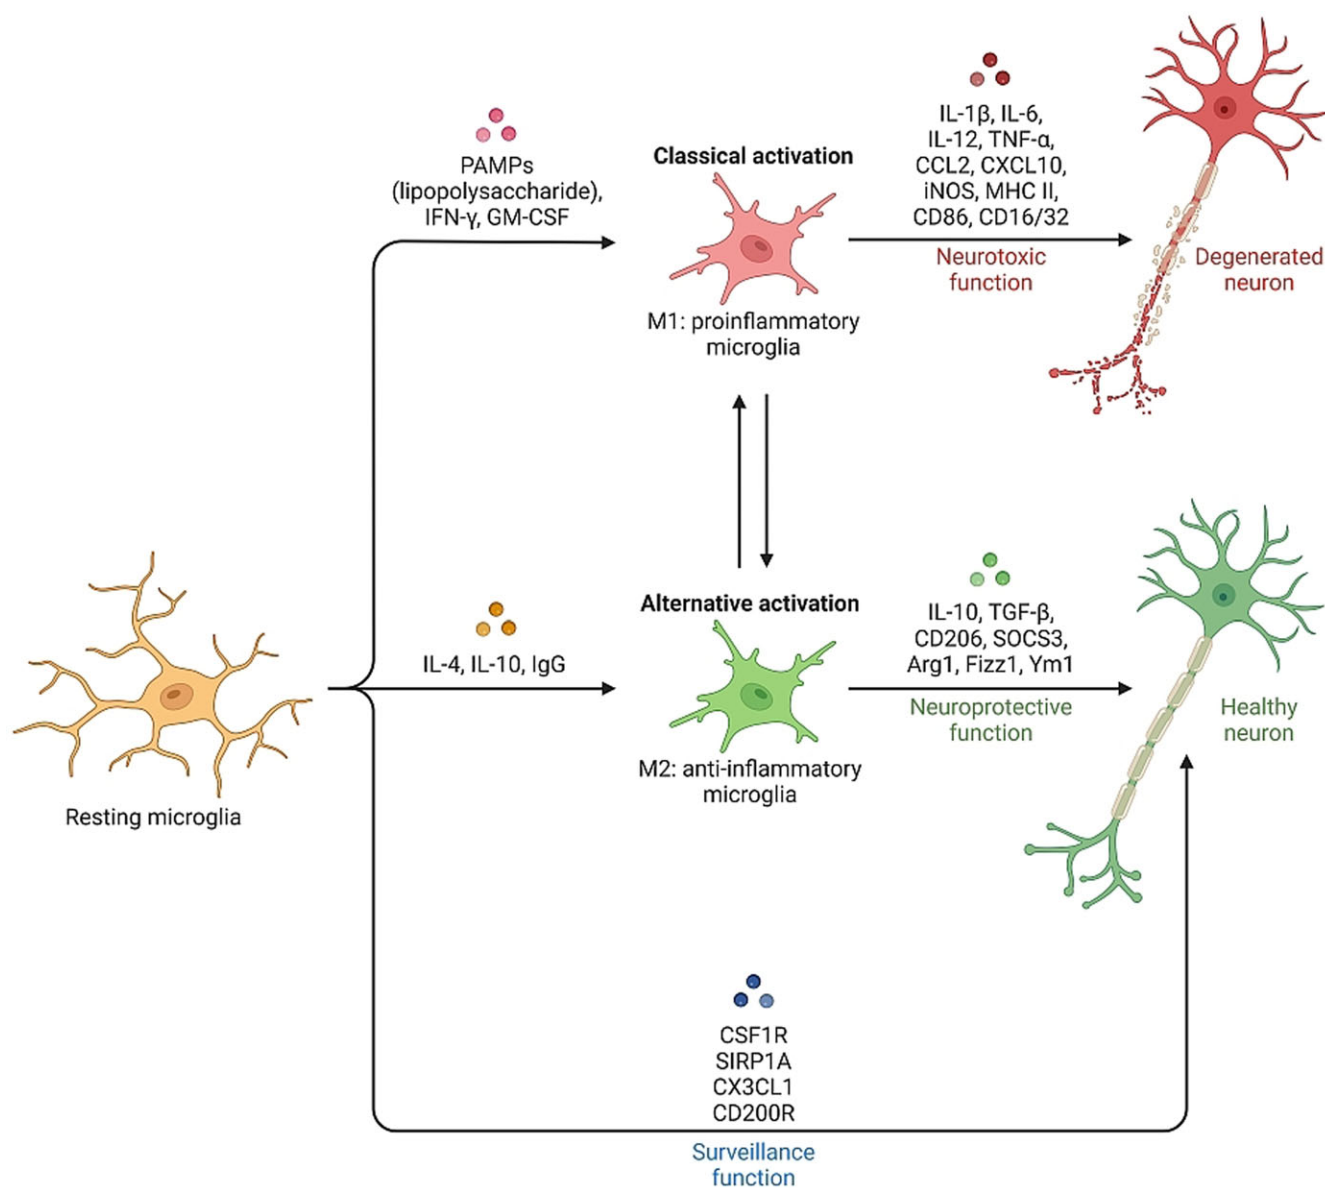 PAMPs
(lipopolysaccharide),
IFN-γ, GM-CSF
Classical activation
M1: proinflammatory
microglia
IL-1β, IL-6,
IL-12, TNF-α,
CCL2, CXCL10,
iNOS, MHC II,
CD86, CD16/32
Neurotoxic
function
Degenerated
neuron
Resting microglia
IL-4, IL-10, IgG
Alternative activation
M2: anti-inflammatory
microglia
IL-10, TGF-β,
CD206, SOCS3,
Arg1, Fizz1, Ym1
Neuroprotective
function
Healthy
neuron
CSF1R
SIRP1A
CX3CL1
CD200R
Surveillance
function